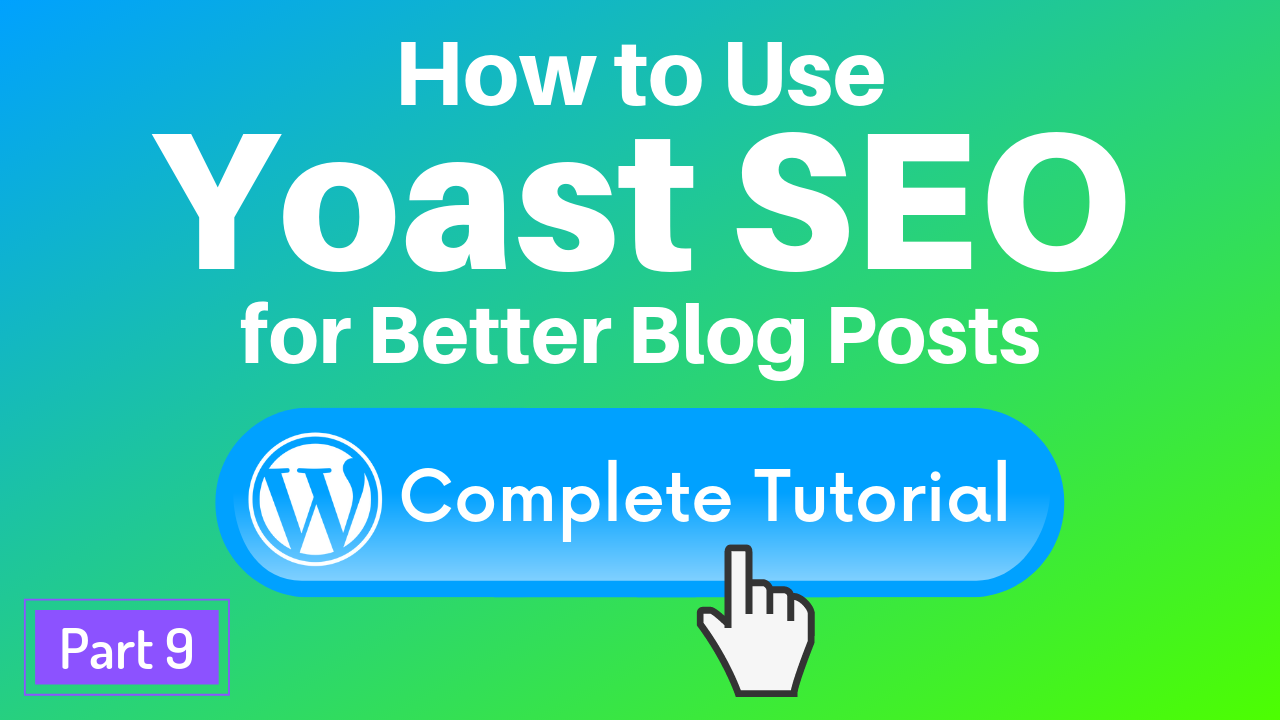 How to Use
Yoast SEO
for Better Blog Posts
Complete Tutorial
Part 9